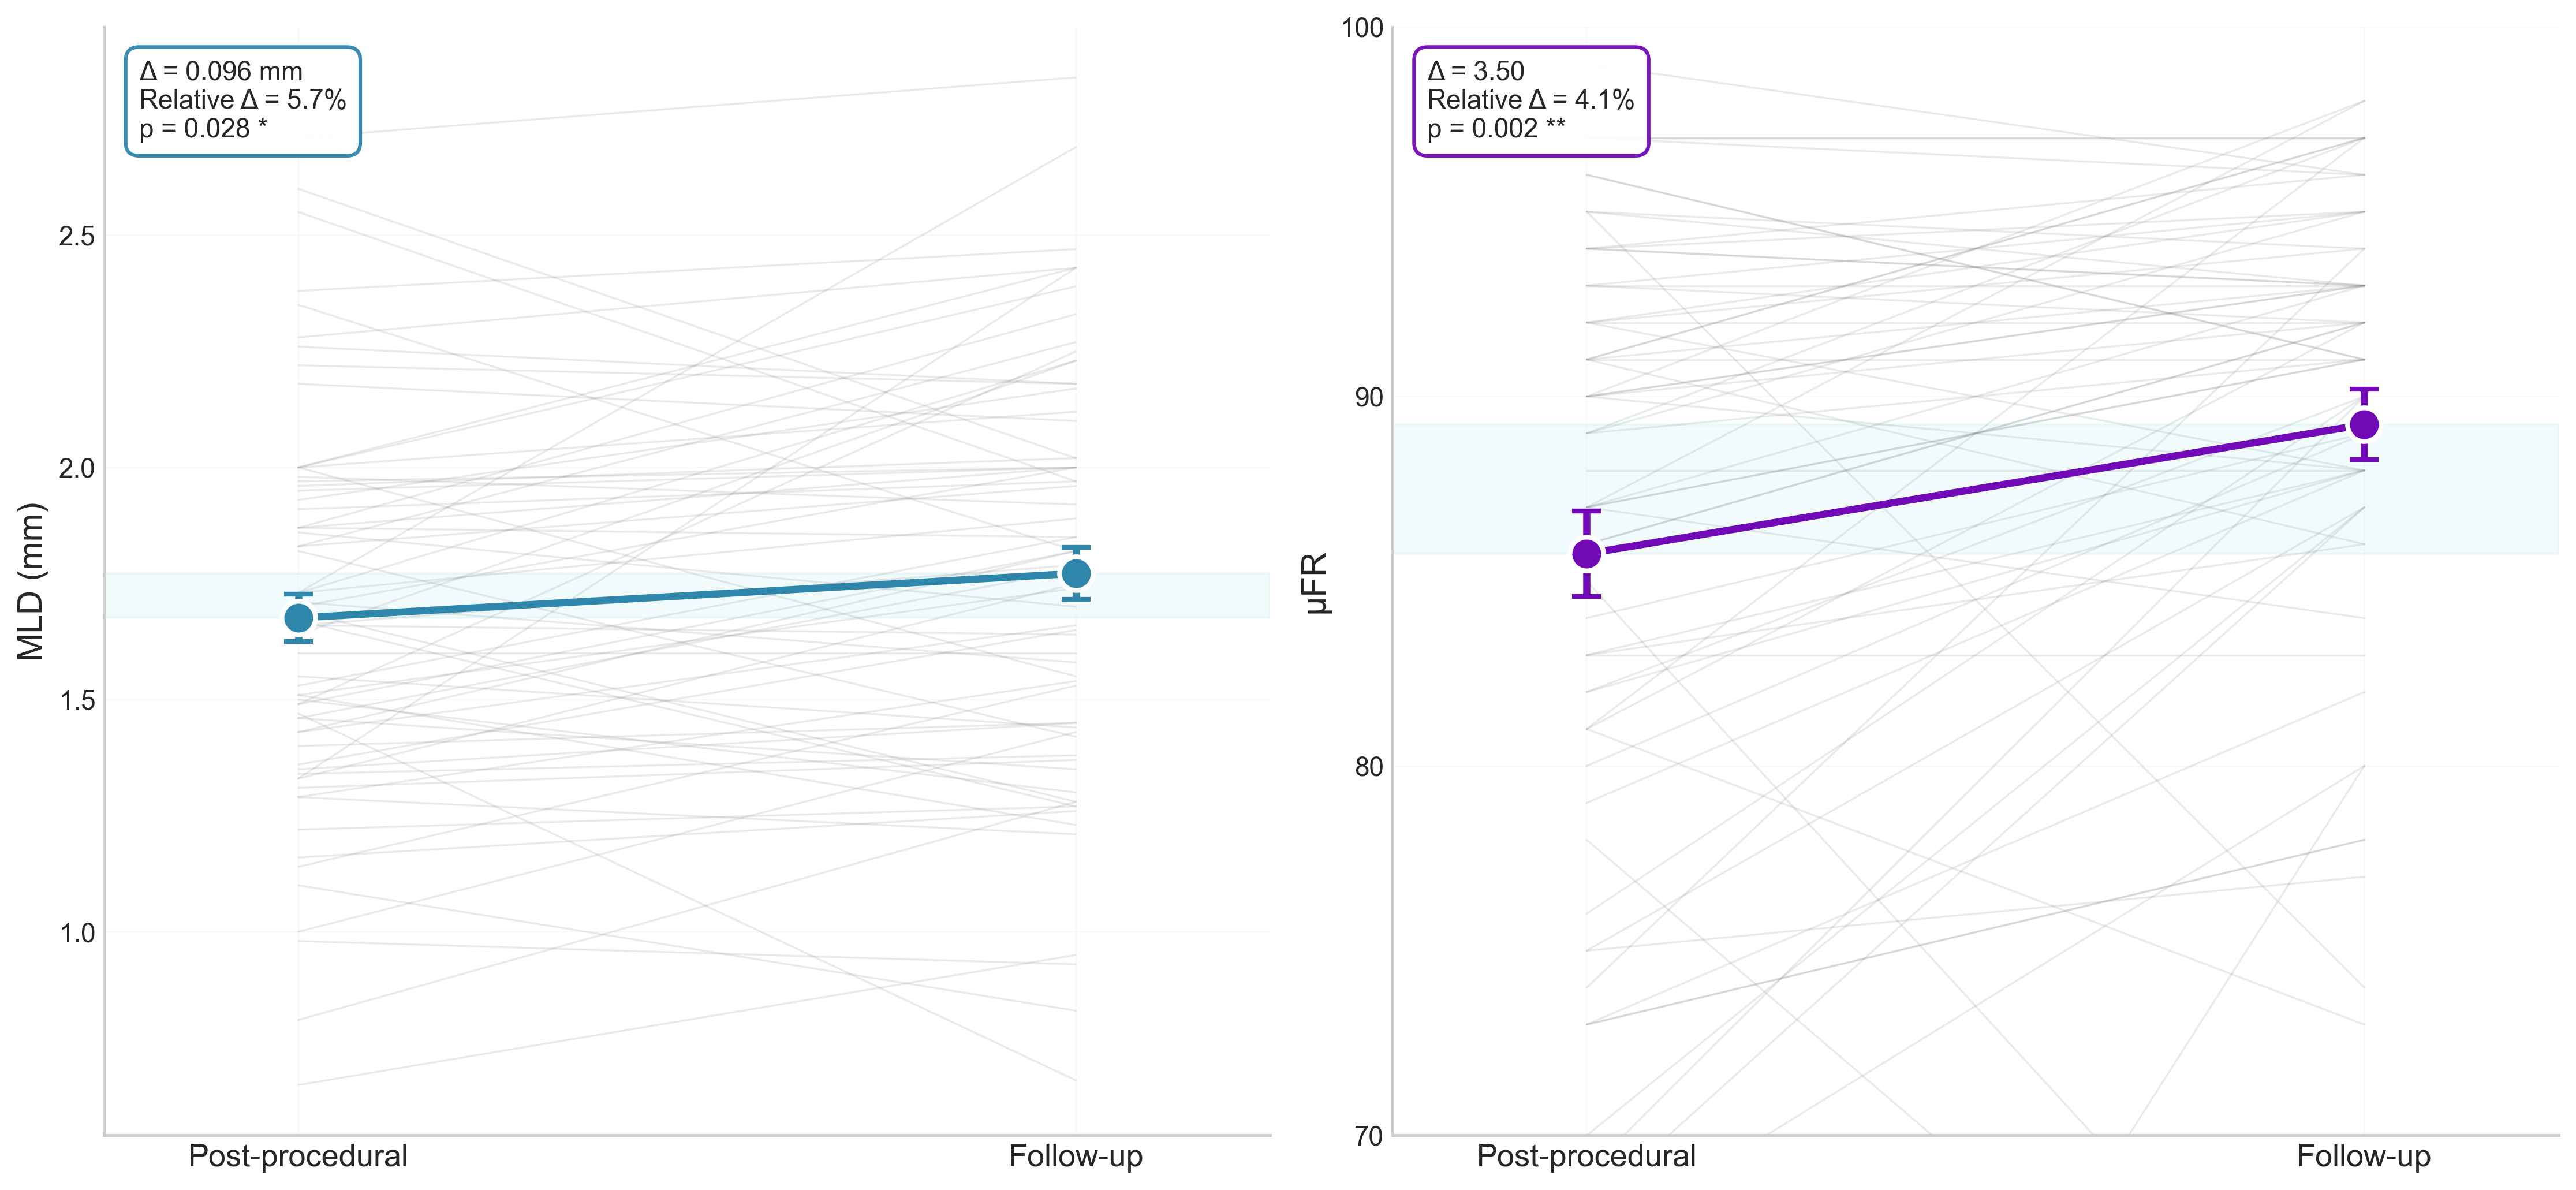 Δ = 0.096 mm
Relative Δ = 5.7%
p = 0.028 *
MLD (mm)
2.5
2.0
1.5
1.0
Post-procedural
Follow-up
Δ = 3.50
Relative Δ = 4.1%
p = 0.002 **
µFR
100
90
80
70
Post-procedural
Follow-up